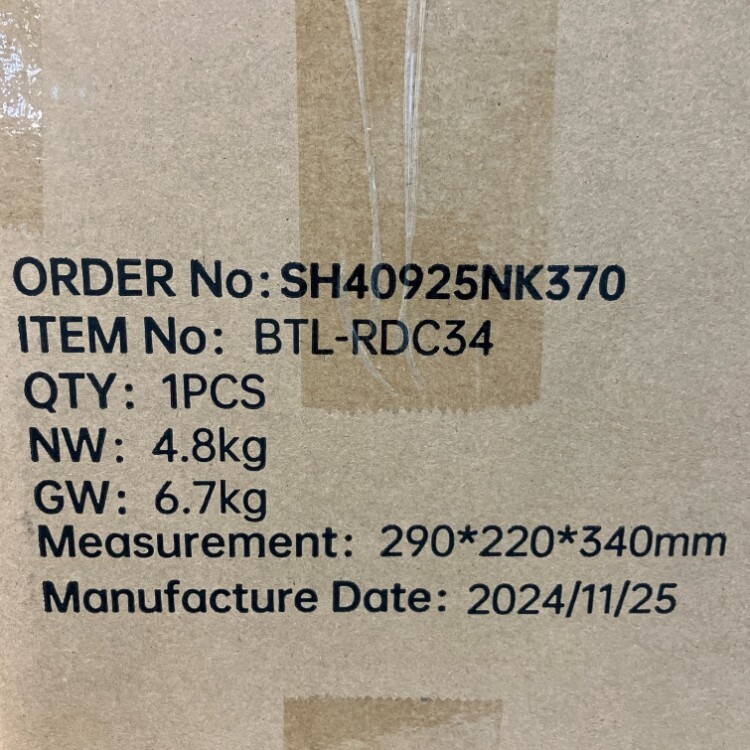 ORDER No: SH40925NK370
ITEM No: BTL-RDC34
QTY: 1PCS
NW: 4.8kg
GW: 6.7kg
Measurement: 290*220*340mm
Manufacture Date: 2024/11/25